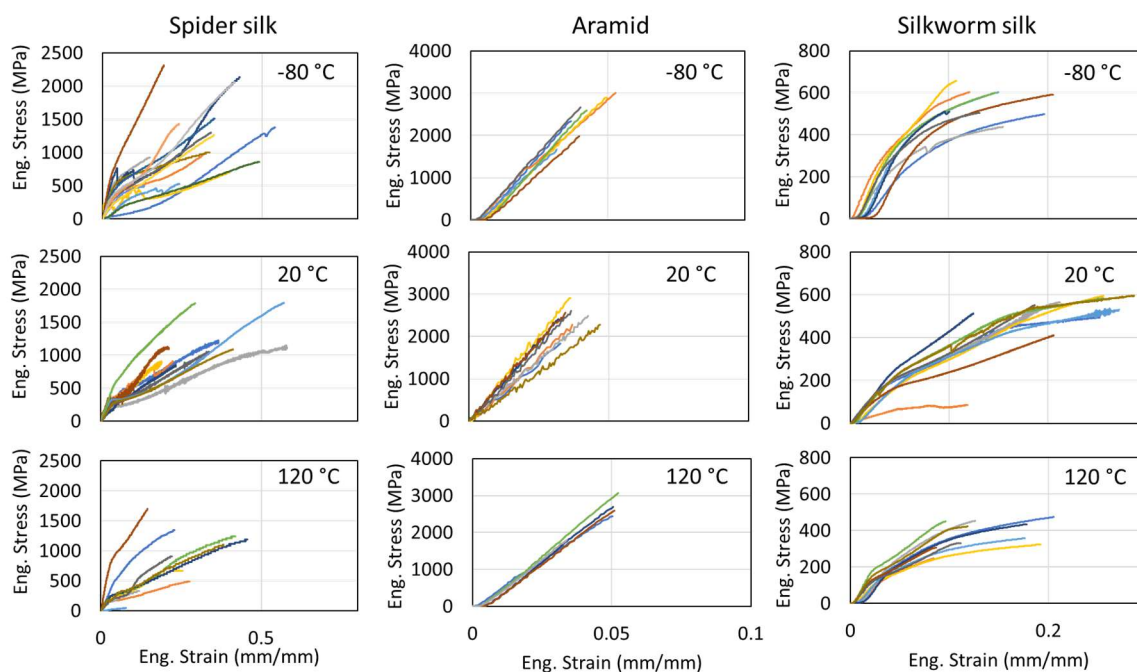 Spider silk
Aramid
Silkworm silk
Eng. Stress (MPa)
2500
2000
1500
1000
500
0
-80 °C
Eng. Stress (MPa)
4000
3000
2000
1000
0
-80 °C
Eng. Stress (MPa)
800
600
400
200
0
-80 °C
Eng. Stress (MPa)
2500
2000
1500
1000
500
0
20 °C
Eng. Stress (MPa)
4000
3000
2000
1000
0
20 °C
Eng. Stress (MPa)
800
600
400
200
0
20 °C
Eng. Stress (MPa)
2500
2000
1500
1000
500
0
120 °C
0
0.5
Eng. Strain (mm/mm)
Eng. Stress (MPa)
4000
3000
2000
1000
0
120 °C
0
0.05
0.1
Eng. Strain (mm/mm)
Eng. Stress (MPa)
800
600
400
200
0
120 °C
0
0.2
Eng. Strain (mm/mm)